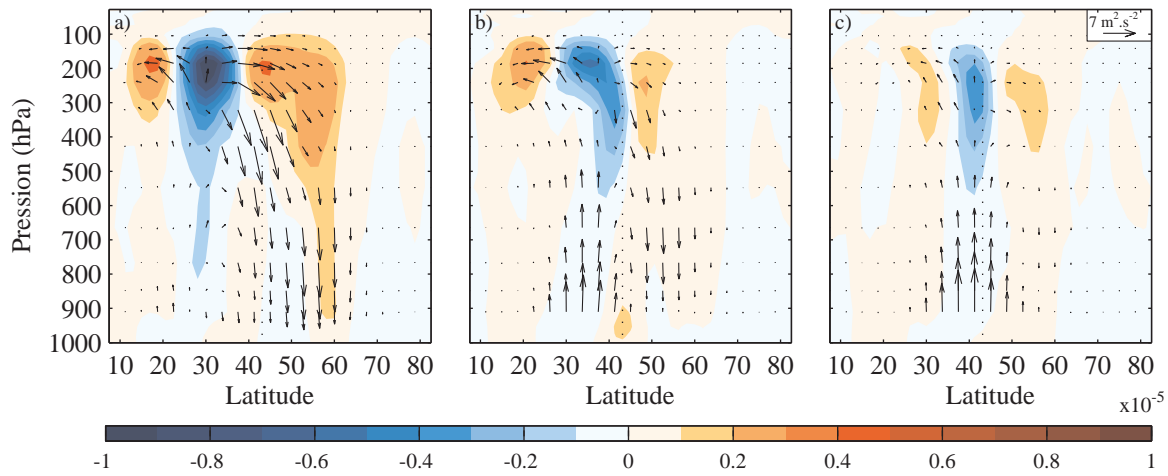 a)
b)
c)
7 m².s⁻²
Pression (hPa)
100
200
300
400
500
600
700
800
900
1000
10 20 30 40 50 60 70 80
10 20 30 40 50 60 70 80
10 20 30 40 50 60 70 80
Latitude
Latitude
Latitude
x10⁻⁵
-1 -0.8 -0.6 -0.4 -0.2 0 0.2 0.4 0.6 0.8 1